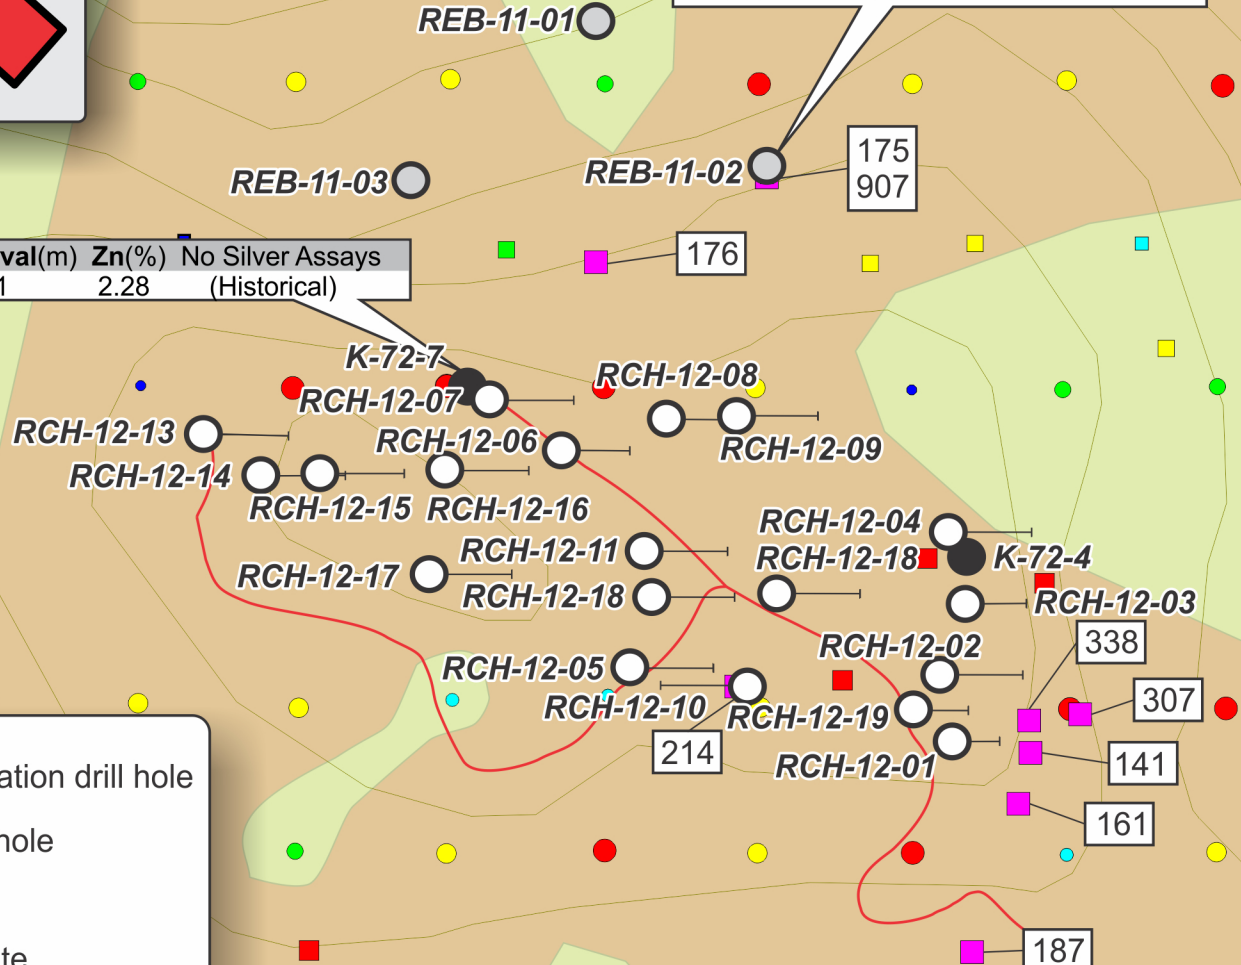 REB-11-01
REB-11-02
175
907
REB-11-03
176
val(m) Zn(%) No Silver Assays
1 2.28 (Historical)
K-72-7
RCH-12-08
RCH-12-07
RCH-12-13
RCH-12-06
RCH-12-09
RCH-12-14
RCH-12-15
RCH-12-16
RCH-12-04
RCH-12-11
RCH-12-18
K-72-4
RCH-12-17
RCH-12-18
RCH-12-03
RCH-12-02
338
RCH-12-05
307
RCH-12-10
RCH-12-19
214
RCH-12-01
141
ation drill hole
161
hole
187
te